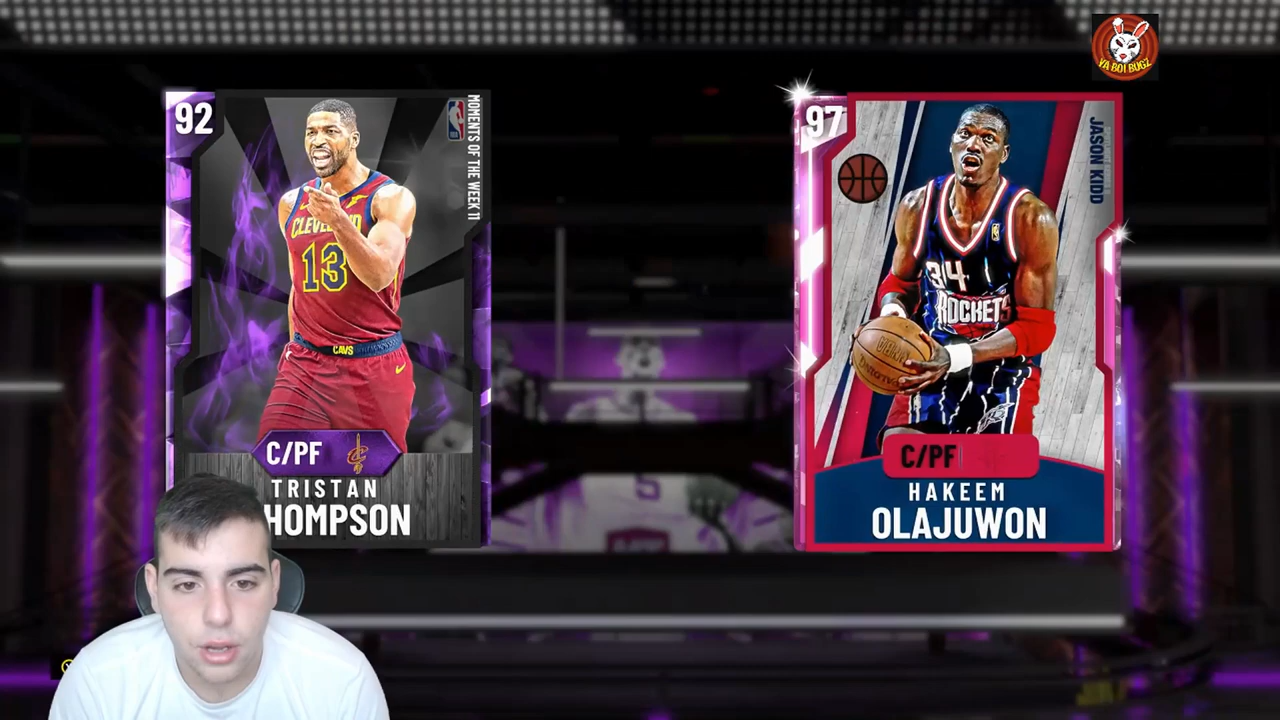 YA BOI BUGZ
92
MOMENTS OF THE WEEK 11
CLEVEL
13
CAVS
C/PF
TRISTAN
HOMPSON
97
JASON KIDD
34
ROCKETS
C/PF
HAKEEM
OLAJUWON